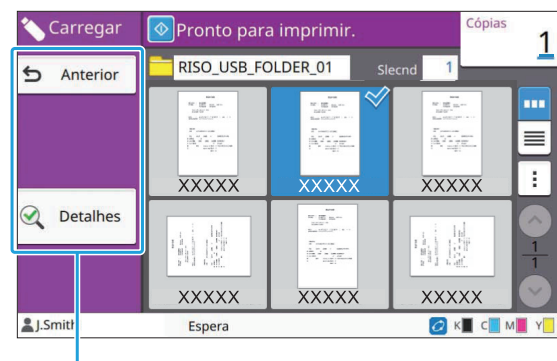 Carregar
Pronto para imprimir.
Cópias
1
Anterior
RISO_USB_FOLDER_01
Slecnd
1
XXXXX
XXXXX
XXXXX
Detalhes
1
1
XXXXX
XXXXX
XXXXX
J.Smith
Espera
K C M Y